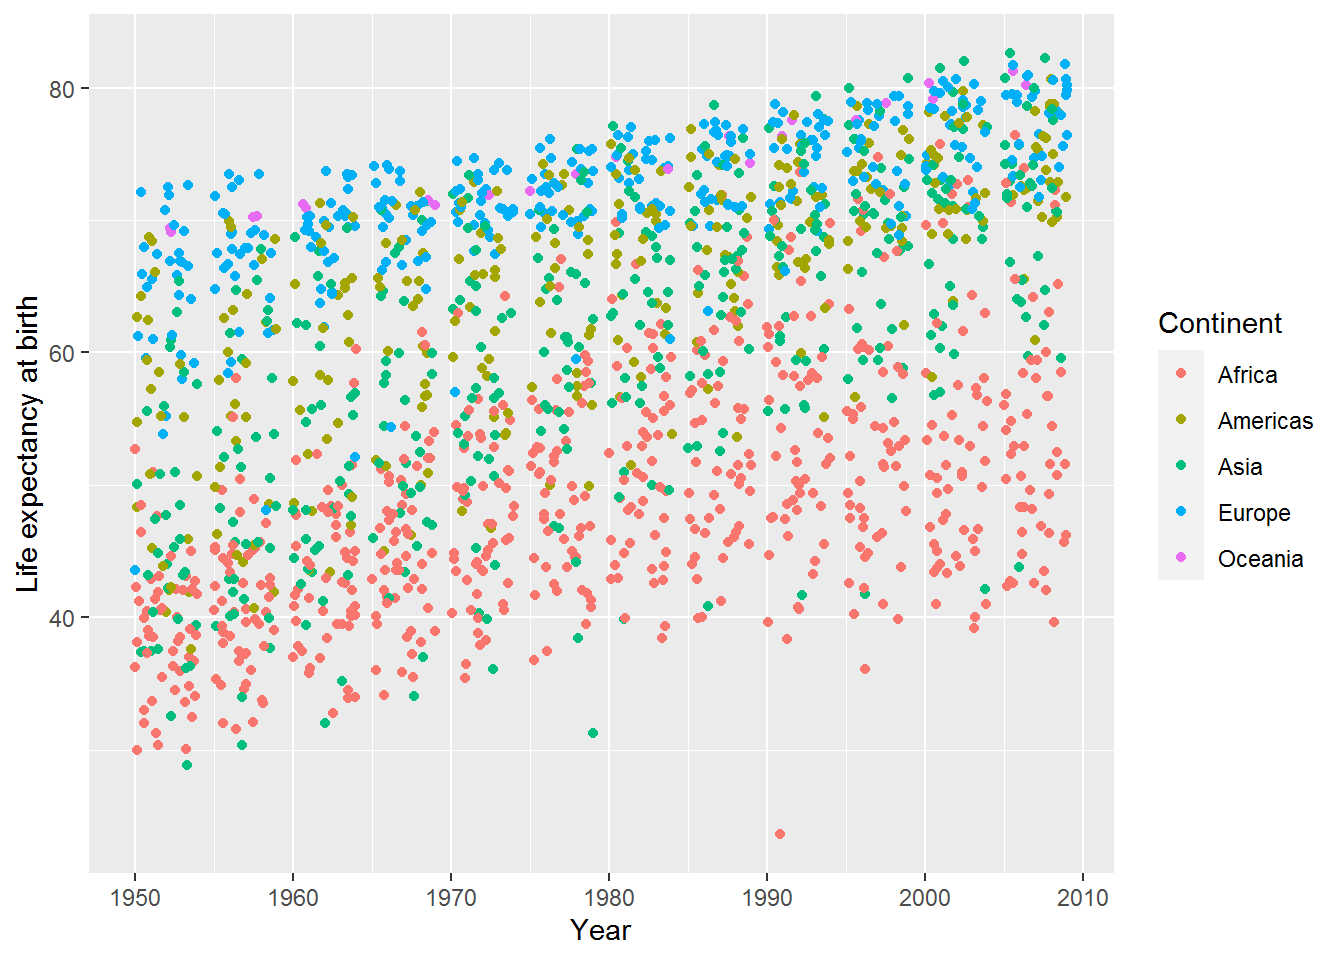 80
60
40
Life expectancy at birth
1950 1960 1970 1980 1990 2000 2010
Year
Continent
Africa
Americas
Asia
Europe
Oceania